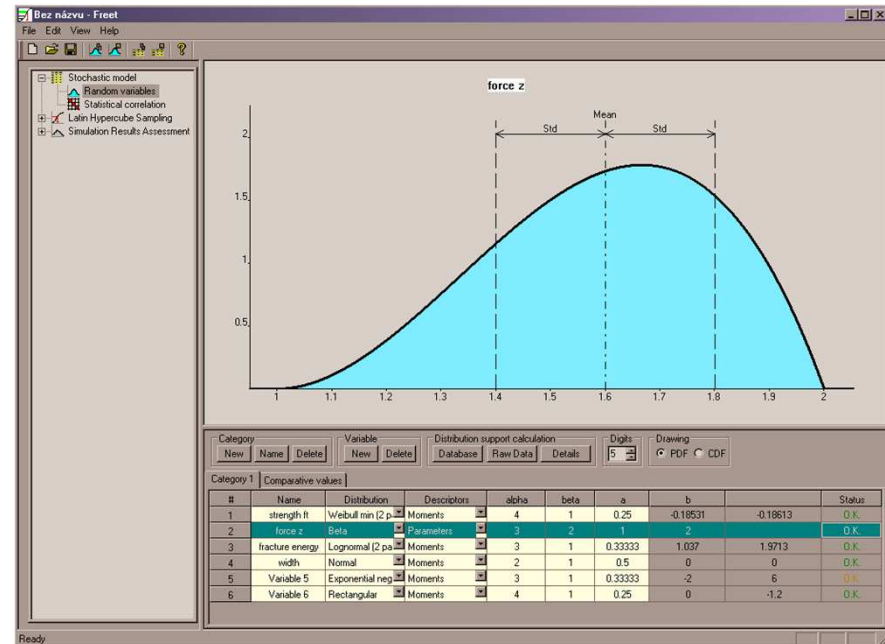 Bez názvu - Freet
File Edit View Help
Stochastic model
Random variables
Statistical correlation
Latin Hypercube Sampling
Simulation Results Assessment
force z
Mean
Std Std
2
1.5
1
0.5
1 1.1 1.2 1.3 1.4 1.5 1.6 1.7 1.8 1.9 2
Category Variable Distribution support calculation Digits Drawing
New Name Delete New Delete Database Raw Data Details 5 PDF CDF
Category 1 Comparative values
# Name Distribution Descriptors alpha beta a b Status
1 strength ft Weibull min (2 p Moments 4 1 0.25 -0.18531 -0.18613 O.K.
2 force z Beta Parameters 3 2 1 2 O.K.
3 fracture energy Lognormal (2 pa Moments 3 1 0.33333 1.037 1.9713 O.K.
4 width Normal Moments 2 1 0.5 0 0 O.K.
5 Variable 5 Exponential neg Moments 3 1 0.33333 -2 6 O.K.
6 Variable 6 Rectangular Moments 4 1 0.25 0 -1.2 O.K.
Ready